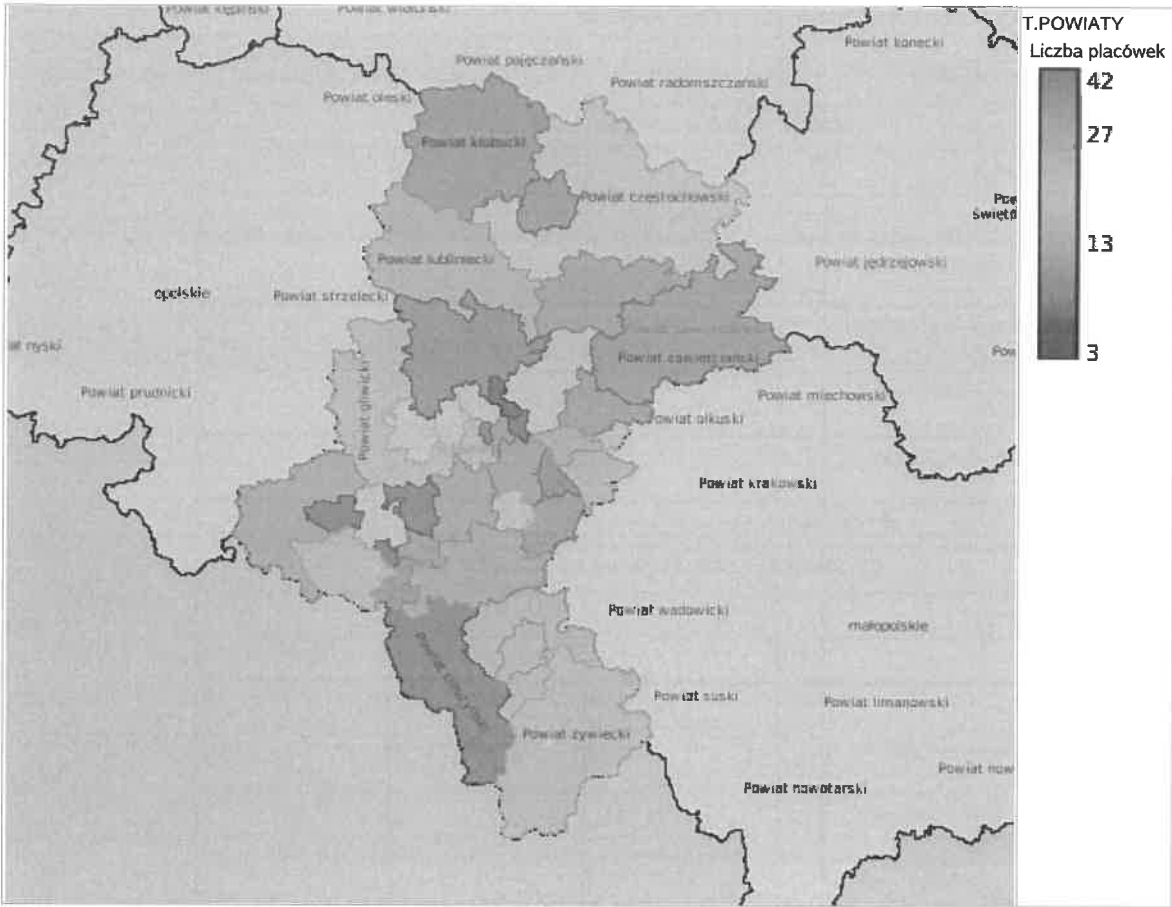 T.POWIATY
Liczba placówek
42
27
13
3
Powiat konecki
Powiat pajęczański
Powiat radomszczański
Powiat oleski
Powiat kłobucki
Powiat częstochowski
Powiat lubliniecki
Powiat jędrzejowski
opolskie
Powiat strzelecki
Powiat zawierciański
Powiat prudnicki
Powiat gliwicki
Powiat miechowski
Powiat olkuski
Powiat krakowski
Powiat wadowicki
małopolskie
Powiat suski
Powiat limanowski
Powiat żywiecki
Powiat nowotarski